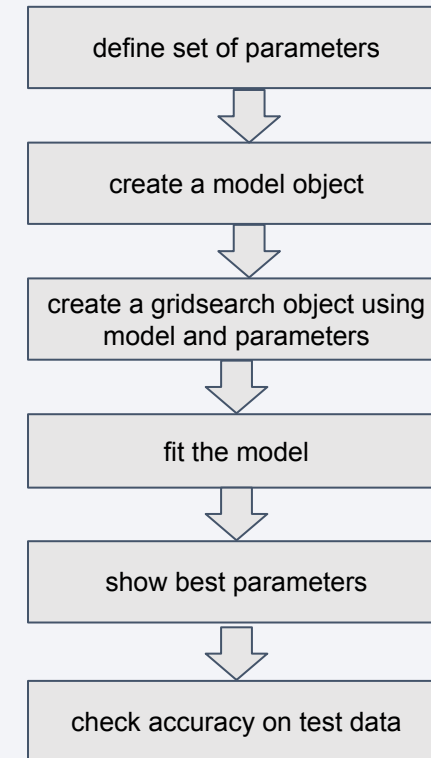 define set of parameters
create a model object
create a gridsearch object using
model and parameters
fit the model
show best parameters
check accuracy on test data